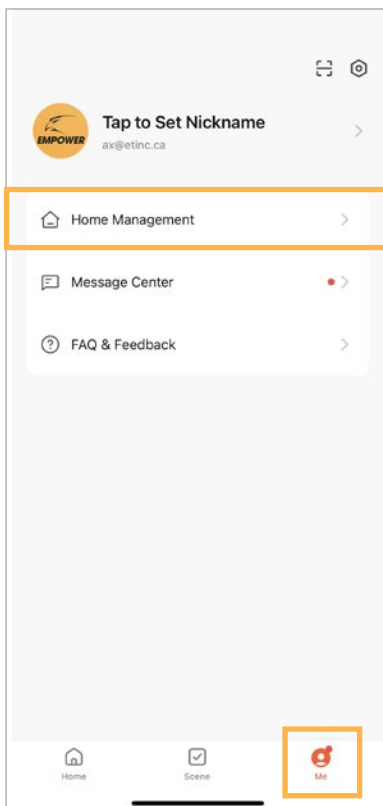 EMPOWER
Tap to Set Nickname
ax@etinc.ca
Home Management
Message Center
FAQ & Feedback
Home
Scene
Me